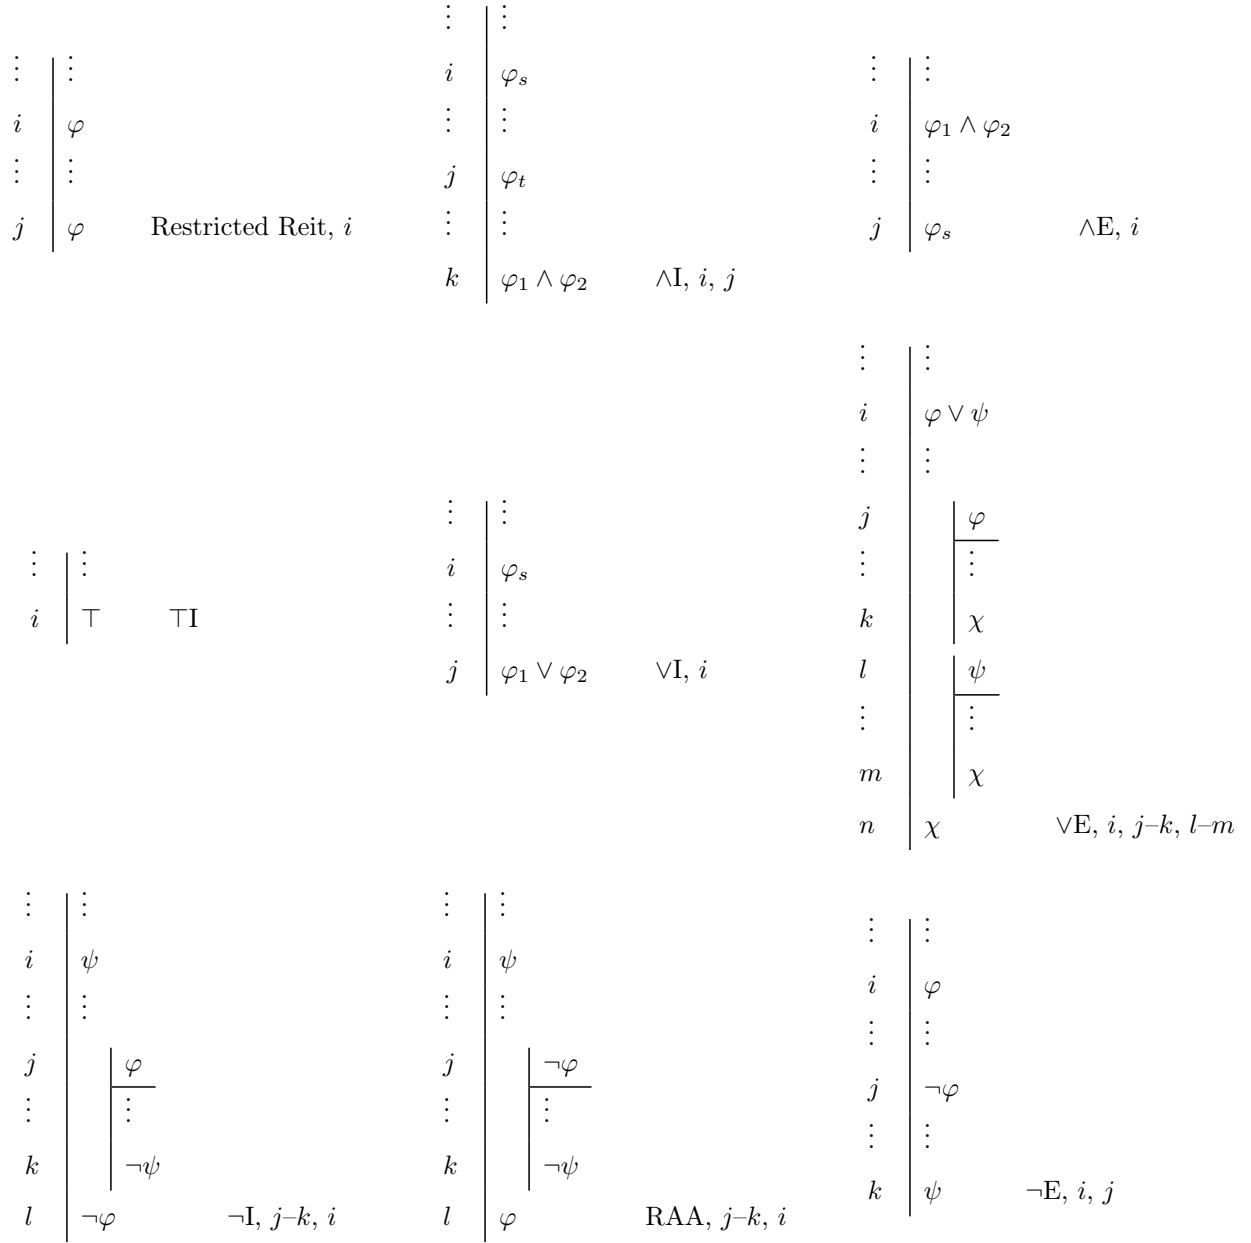 ⋮ ⋮
i φ
⋮ ⋮
j φ Restricted Reit, i
⋮ ⋮
i φ_s
⋮ ⋮
j φ_t
⋮ ⋮
k φ_1 ∧ φ_2 ∧I, i, j
⋮ ⋮
i φ_1 ∧ φ_2
⋮ ⋮
j φ_s ∧E, i
⋮ ⋮
i ⊤ ⊤I
⋮ ⋮
i φ_s
⋮ ⋮
j φ_1 ∨ φ_2 ∨I, i
⋮ ⋮
i φ ∨ ψ
⋮ ⋮
j φ
⋮ ⋮
k χ
l ψ
⋮ ⋮
m χ
n χ ∨E, i, j–k, l–m
⋮ ⋮
i ψ
⋮ ⋮
j φ
⋮ ⋮
k ¬ψ
l ¬φ ¬I, j–k, i
⋮ ⋮
i ψ
⋮ ⋮
j ¬φ
⋮ ⋮
k ¬ψ
l φ RAA, j–k, i
⋮ ⋮
i φ
⋮ ⋮
j ¬φ
⋮ ⋮
k ψ ¬E, i, j